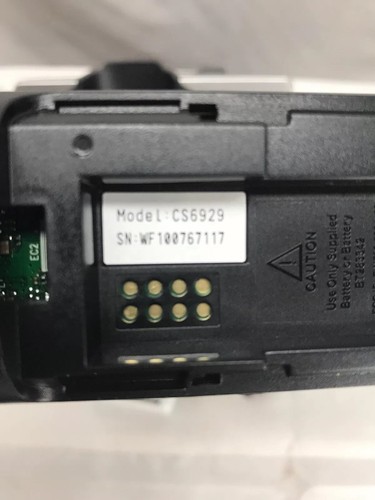 Model:CS6929
SN:WF100767117
EC2
CAUTION
Use Only Supplied
Battery or Battery